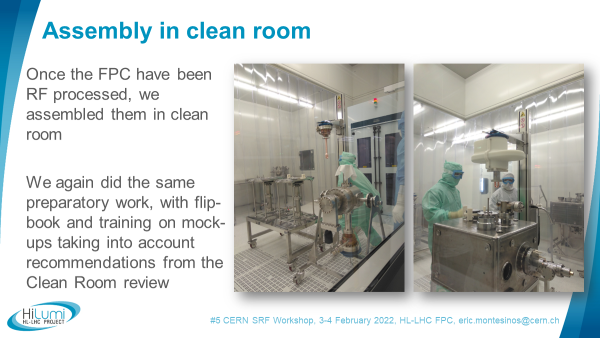 Assembly in clean room
Once the FPC have been
RF processed, we
assembled them in clean
room
We again did the same
preparatory work, with flip-
book and training on mock-
ups taking into account
recommendations from the
Clean Room review
HiLumi
HL-LHC PROJECT
#5 CERN SRF Workshop, 3-4 February 2022, HL-LHC FPC, eric.montesinos@cern.ch